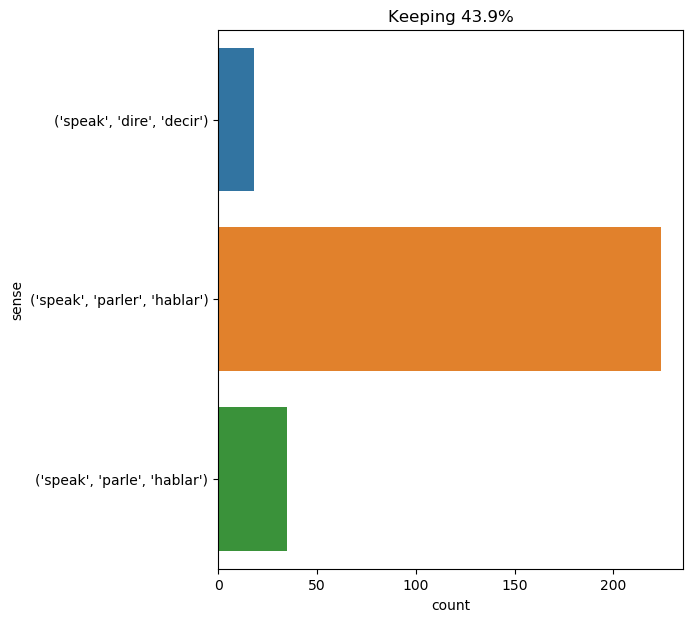 Keeping 43.9%
('speak', 'dire', 'decir')
('speak', 'parler', 'hablar')
('speak', 'parle', 'hablar')
sense
0 50 100 150 200
count